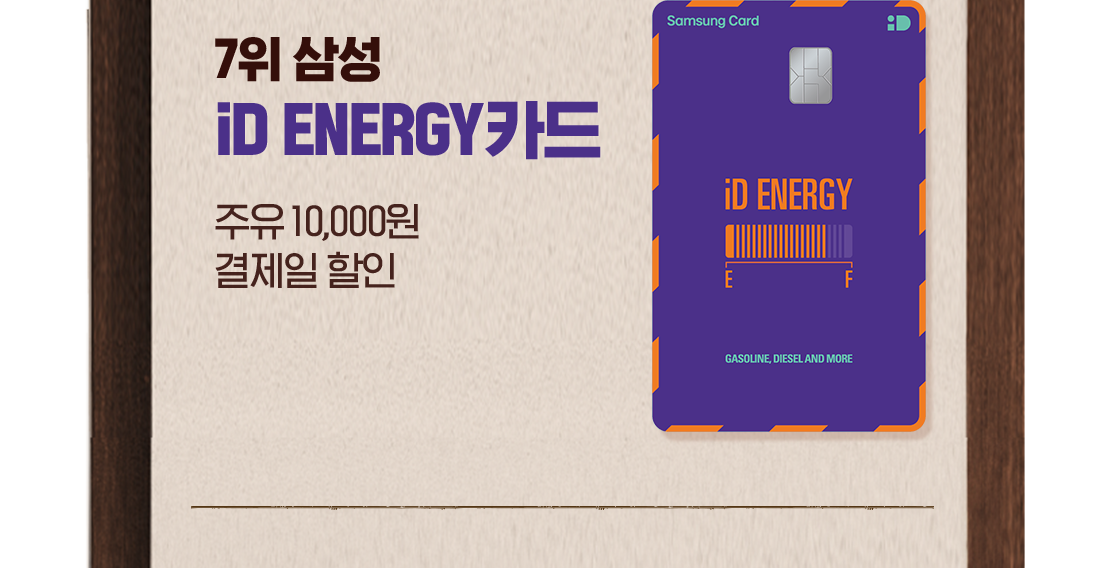 7위 삼성
iD ENERGY카드
주유 10,000원
결제일 할인
Samsung Card
iD
iD ENERGY
E F
GASOLINE, DIESEL AND MORE